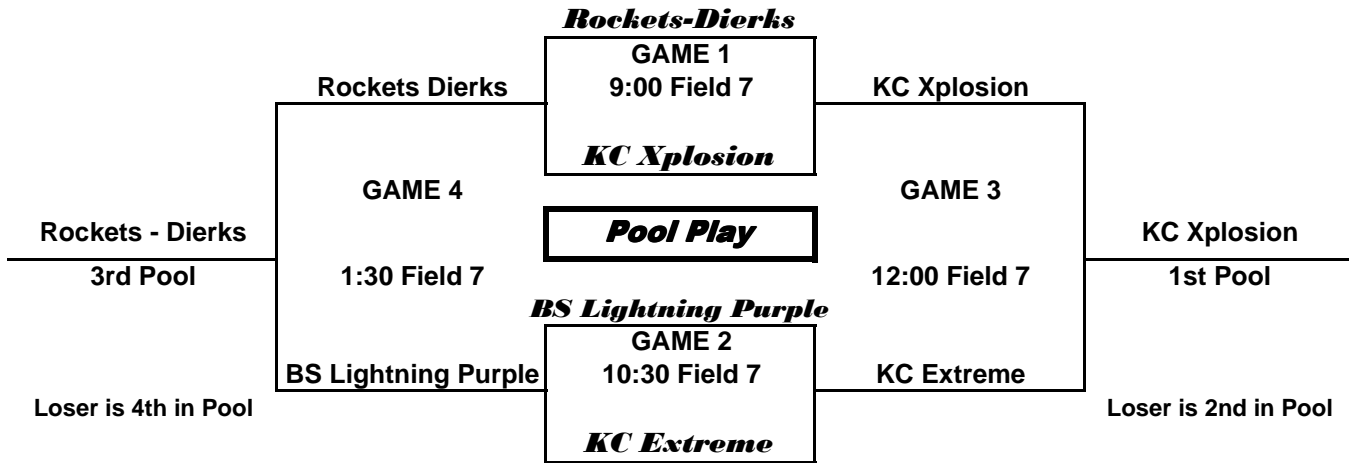 Rockets-Dierks
GAME 1
Rockets Dierks 9:00 Field 7 KC Xplosion
KC Xplosion
GAME 4 GAME 3
Rockets - Dierks Pool Play KC Xplosion
3rd Pool 1:30 Field 7 12:00 Field 7 1st Pool
BS Lightning Purple
GAME 2
BS Lightning Purple 10:30 Field 7 KC Extreme
Loser is 4th in Pool Loser is 2nd in Pool
KC Extreme